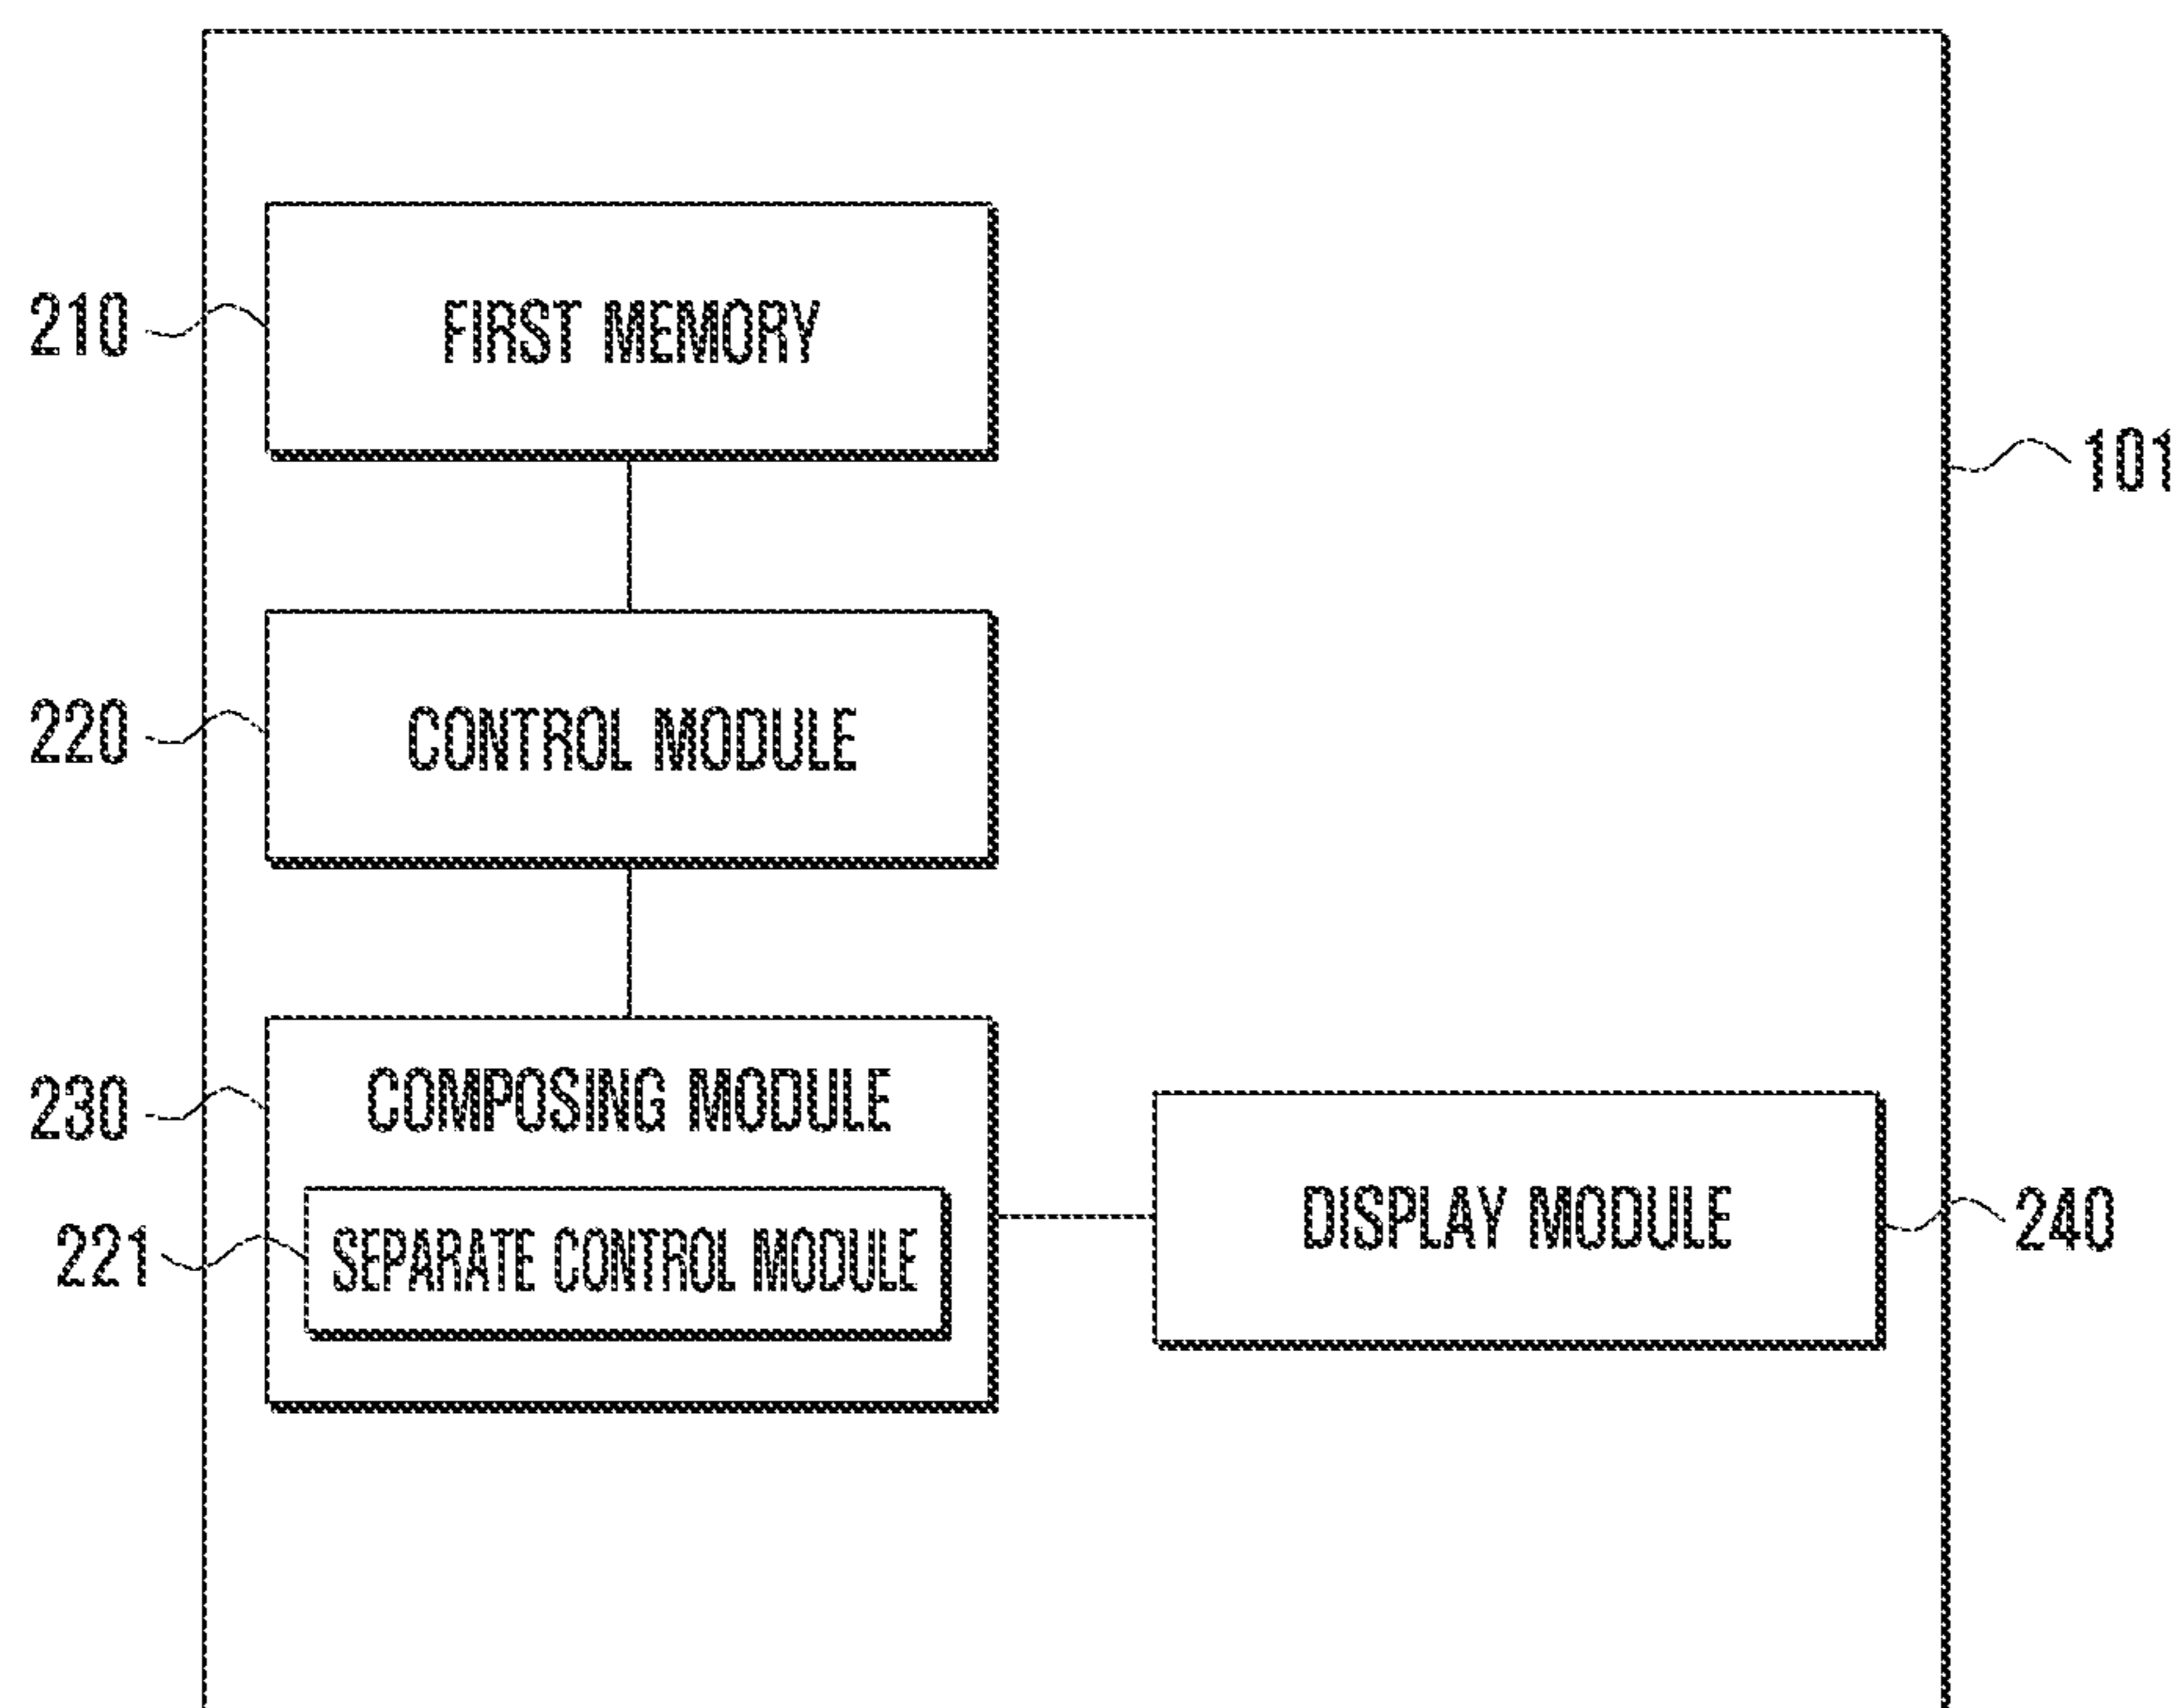 210
FIRST MEMORY
101
220
CONTROL MODULE
230
COMPOSING MODULE
221
SEPARATE CONTROL MODULE
DISPLAY MODULE
240